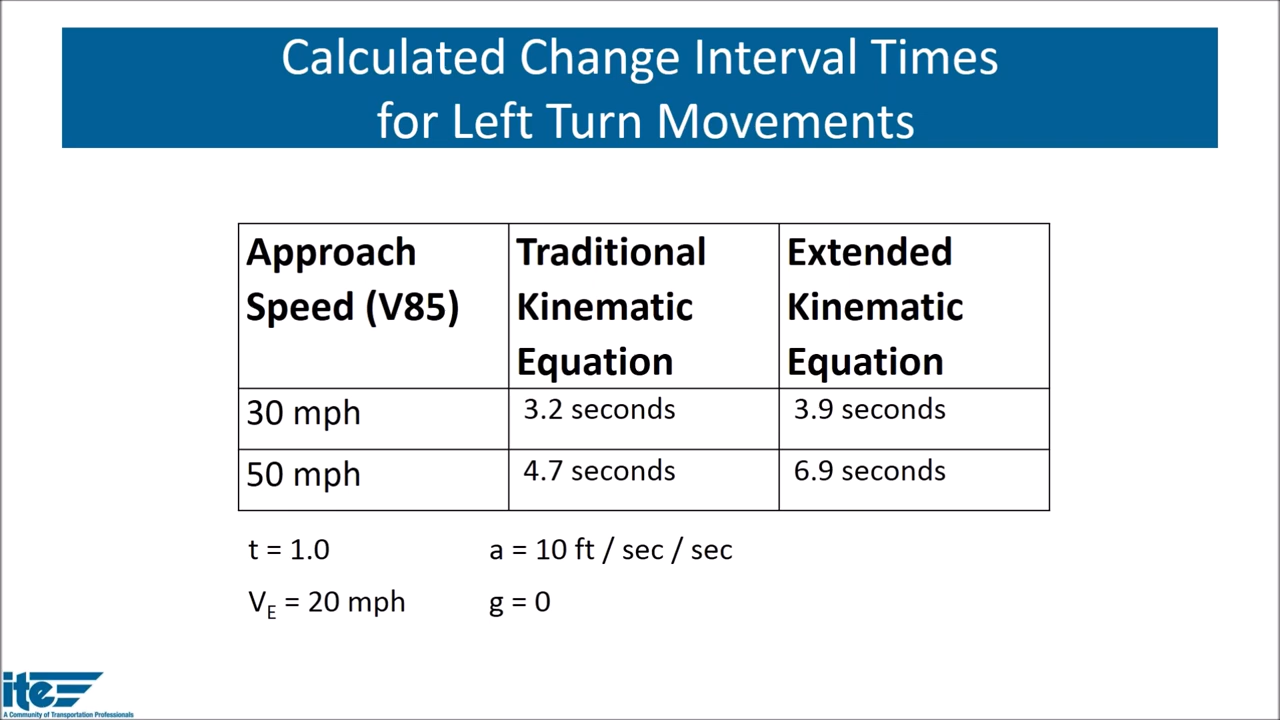 Calculated Change Interval Times
for Left Turn Movements
Approach
Speed (V85)
Traditional
Kinematic
Equation
Extended
Kinematic
Equation
30 mph
3.2 seconds
3.9 seconds
50 mph
4.7 seconds
6.9 seconds
t = 1.0
a = 10 ft / sec / sec
VE = 20 mph
g = 0
ite
A Community of Transportation Professionals